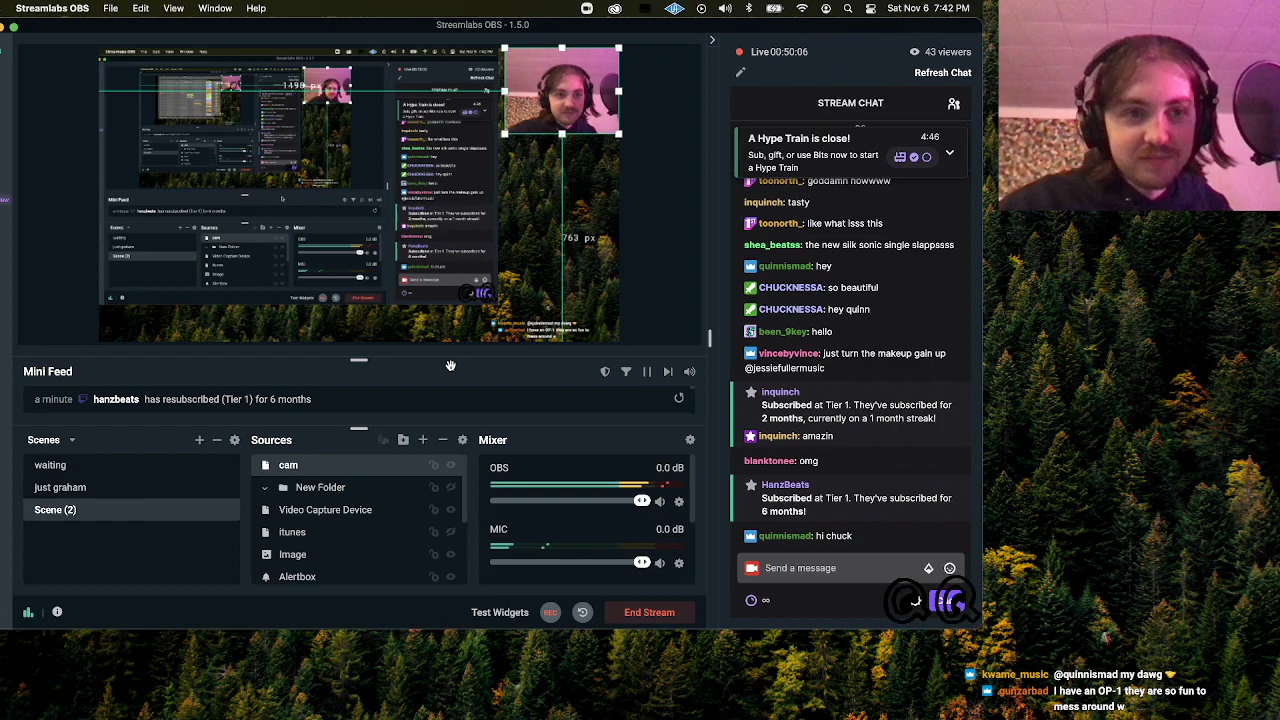 Streamlabs OBS File Edit View Window Help
Sat Nov 6 7:42 PM
Streamlabs OBS - 1.5.0
Live 00:50:06
43 viewers
Refresh Chat
STREAM CHAT
A Hype Train is close!
4:46
Sub, gift, or use Bits now to start
a Hype Train
toonorth_: goddamn nowwww
inquinch: tasty
toonorth_: like what less this
shea_beatss: the new silk sonic single slappssss
quinnismad: hey
CHUCKNESSA: so beautiful
CHUCKNESSA: hey quinn
been_9key: hello
vincelyvince: just turn the makeup gain up
@jessiefullermusic
inquinch
Subscribed at Tier 1. They've subscribed for
2 months, currently on a 1 month streak!
inquinch: amazin
blanktonee: omg
HanzBeats
Subscribed at Tier 1. They've subscribed for
6 months!
quinnismad: hi chuck
Send a message
∞
1490 px
763 px
Mini Feed
a minute hanzbeats has resubscribed (Tier 1) for 6 months
Scenes
waiting
just graham
Scene (2)
Sources
cam
New Folder
Video Capture Device
itunes
Image
Alertbox
Mixer
OBS 0.0 dB
MIC 0.0 dB
Test Widgets
REC
End Stream
kwame_music @quinnismad my dawg 🤝
.gunzarbad I have an OP-1 they are so fun to
mess around w